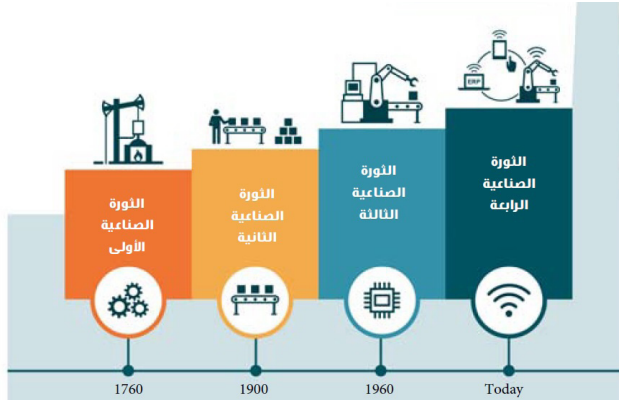 ERP
الثورة
الصناعية
الأولى
الثورة
الصناعية
الثانية
الثورة
الصناعية
الثالثة
الثورة
الصناعية
الرابعة
1760
1900
1960
Today